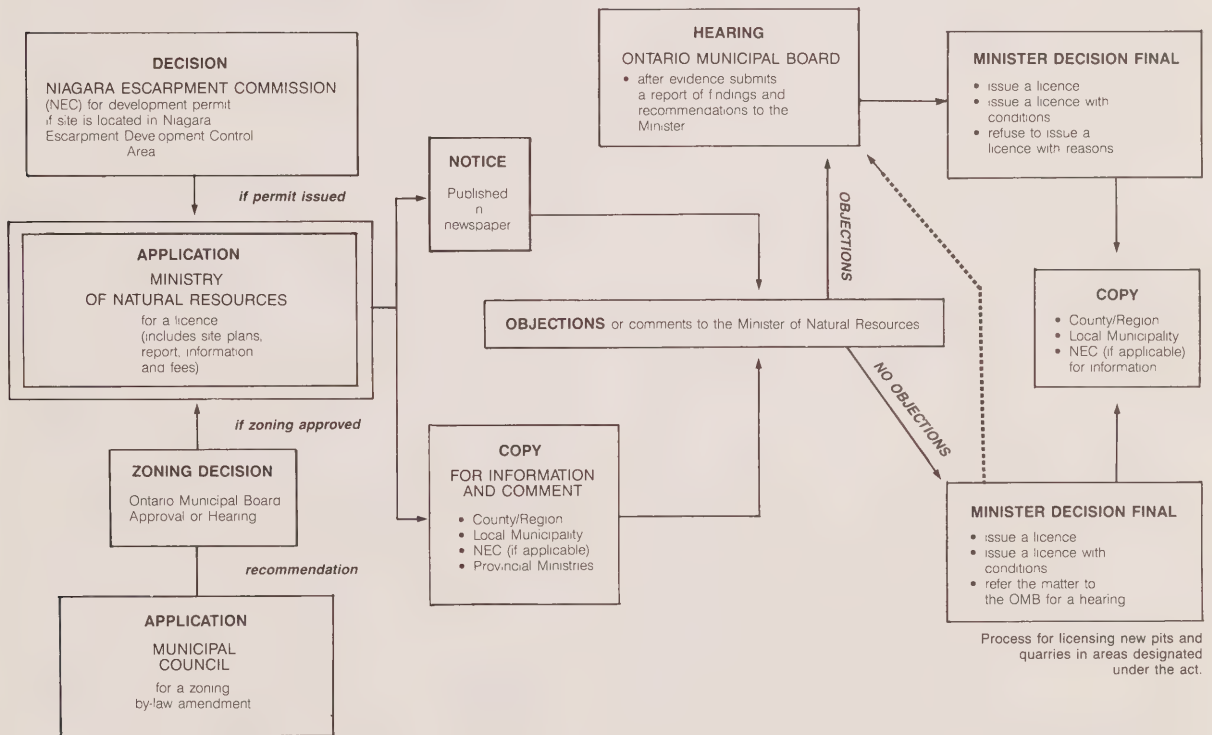 DECISION
NIAGARA ESCARPMENT COMMISSION
(NEC) for development permit
if site is located in Niagara
Escarpment Deve opment Control
Area
if permit issued
APPLICATION
MINISTRY
OF NATURAL RESOURCES
for a licence
(includes site plans,
report, information
and fees)
if zoning approved
ZONING DECISION
Ontario Municipal Board
Approval or Hearing
recommendation
APPLICATION
MUNICIPAL
COUNCIL
for a zoning
by-law amendment
NOTICE
Published
n
newspaper
COPY
FOR INFORMATION
AND COMMENT
• County/Region
• Local Municipality
• NEC (if applicable)
• Provincial Ministries
OBJECTIONS or comments to the Minister of Natural Resources
OBJECTIONS
NO OBJECTIONS
HEARING
ONTARIO MUNICIPAL BOARD
• after evidence submits
a report of f ndings and
recommendations to the
Minister
MINISTER DECISION FINAL
• issue a licence
• issue a licence with
conditions
• refuse to issue a
licence with reasons
COPY
• County/Region
• Local Municipality
• NEC (if applicable)
for information
MINISTER DECISION FINAL
• issue a licence
• issue a licence with
conditions
• refer the matter to
the OMB for a hearing
Process for licensing new pits and
quarries in areas designated
under the act.